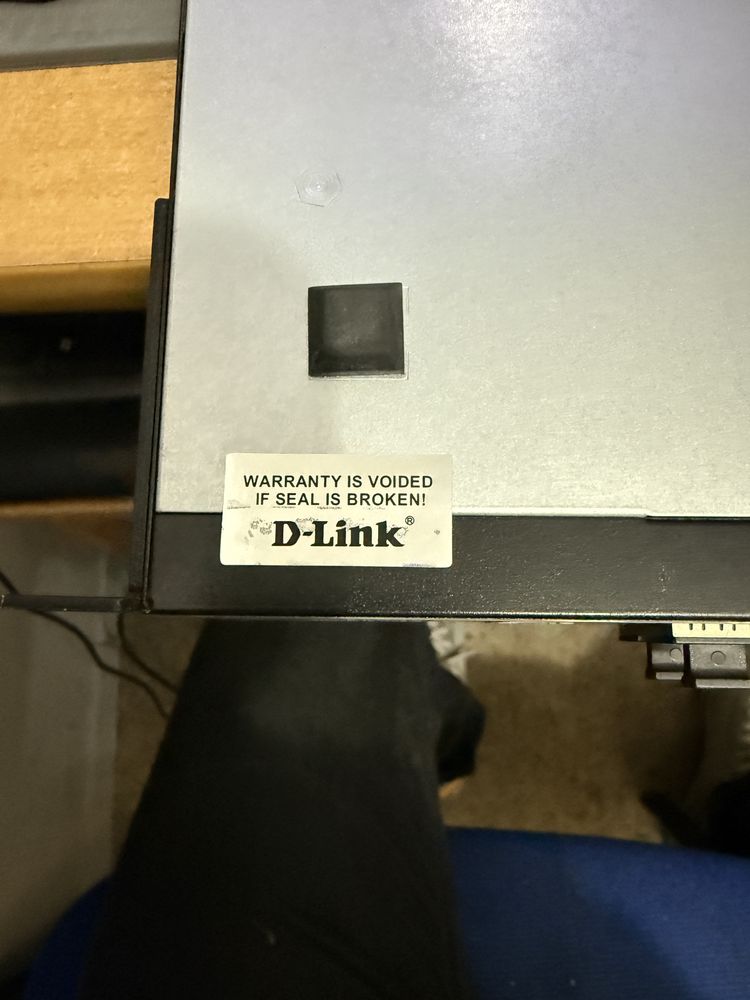 WARRANTY IS VOIDED
IF SEAL IS BROKEN!
D-Link®